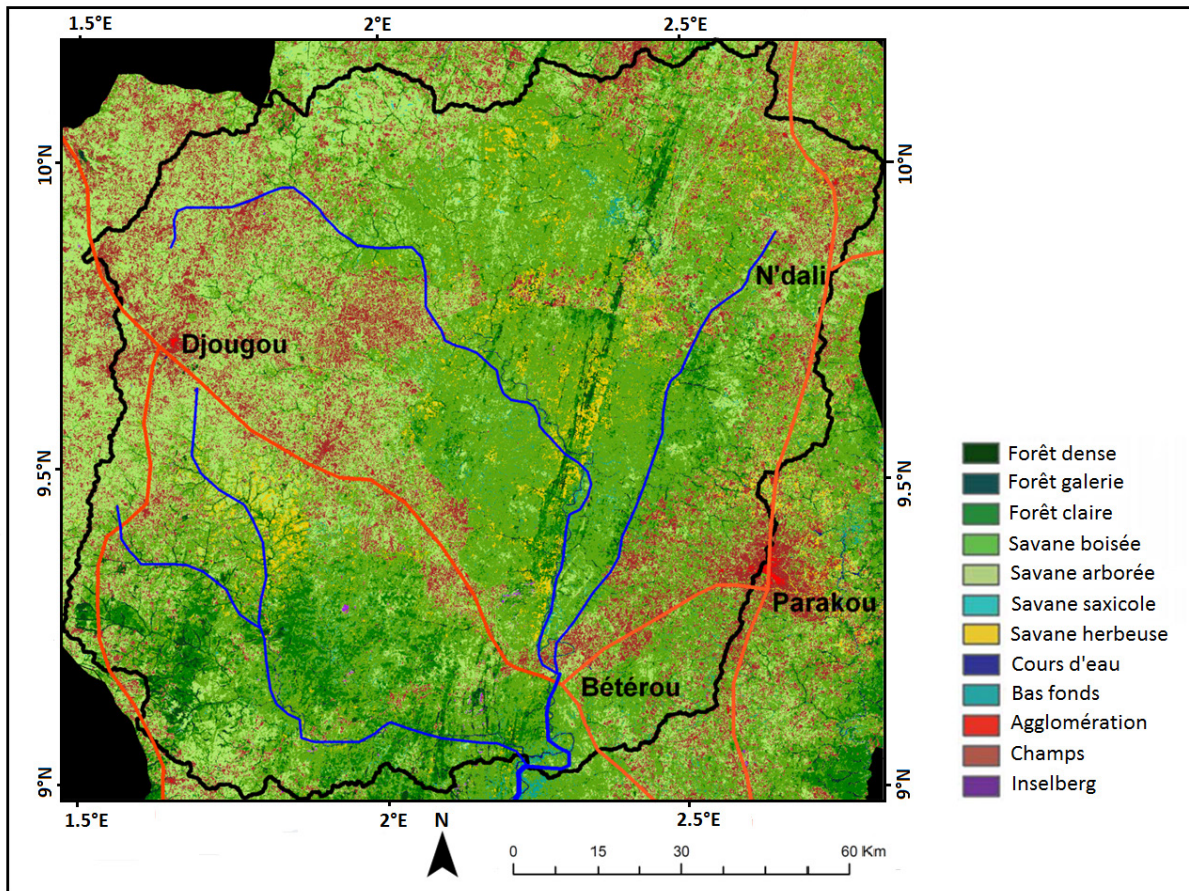 1.5°E 2°E 2.5°E
10°N 10°N
N'dali
Djougou
9.5°N 9.5°N
Parakou
Bétérou
9°N 9°N
1.5°E 2°E 2.5°E
N
0 15 30 60 Km
Forêt dense
Forêt galerie
Forêt claire
Savane boisée
Savane arborée
Savane saxicole
Savane herbeuse
Cours d'eau
Bas fonds
Agglomération
Champs
Inselberg